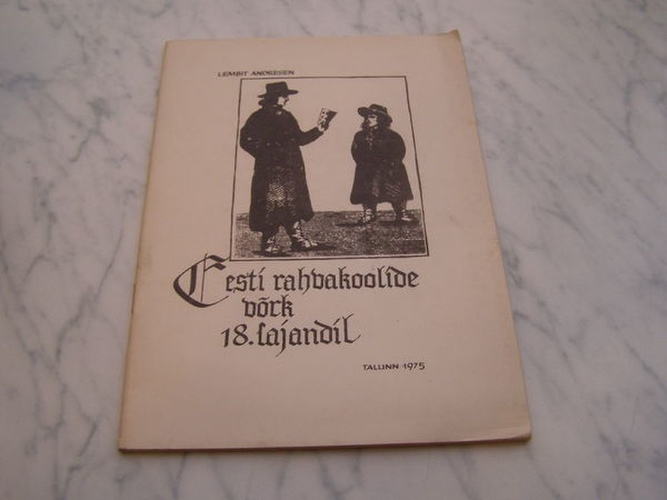 LEMBIT ANDRESEN
Eesti rahvakoolide
võrk
18. sajandil
TALLINN 1975